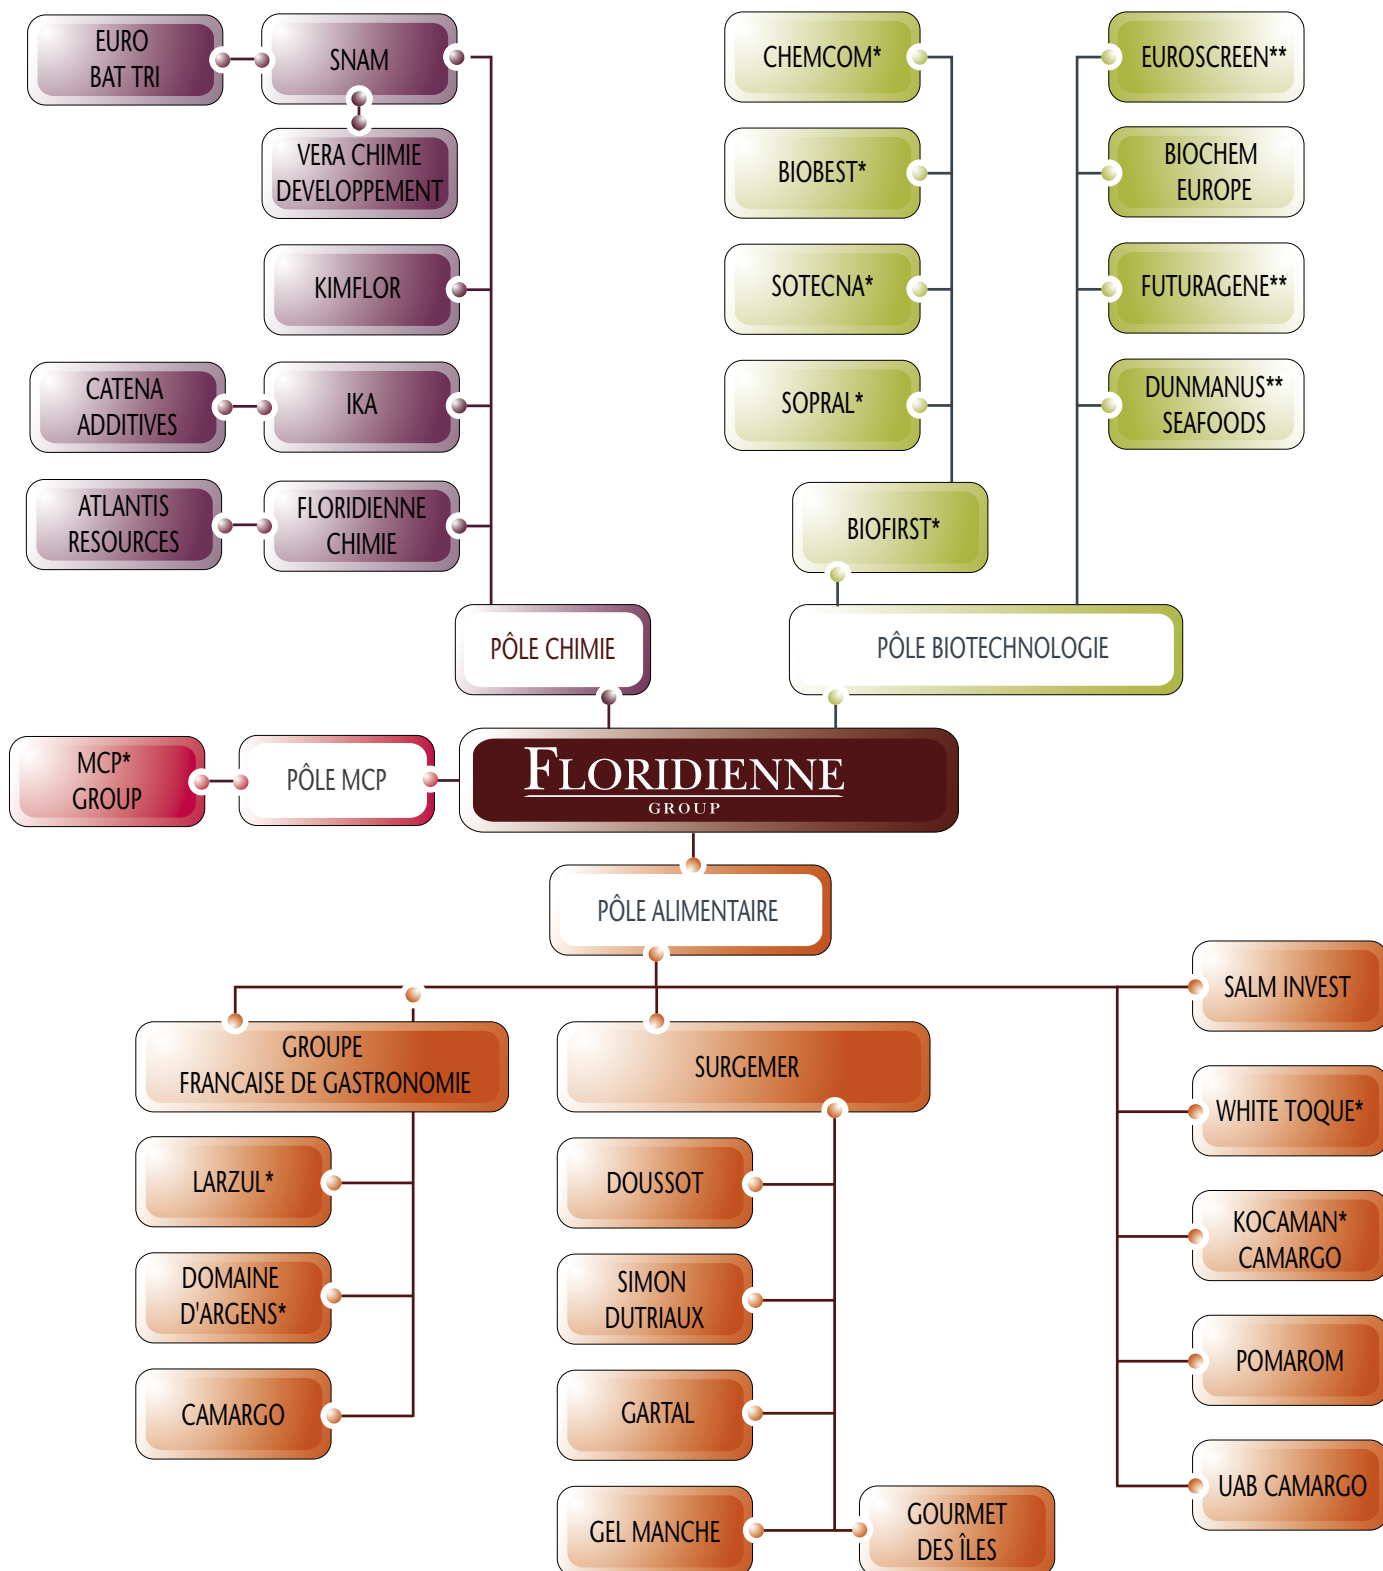 EURO
BAT TRI
SNAM
VERA CHIMIE
DEVELOPPEMENT
KIMFLOR
CATENA
ADDITIVES
IKA
ATLANTIS
RESOURCES
FLORIDIENNE
CHIMIE
CHEMCOM*
BIOBEST*
SOTECNA*
SOPRAL*
BIOFIRST*
EUROSCREEN**
BIOCHEM
EUROPE
FUTURAGENE**
DUNMANUS**
SEAFOODS
PÔLE CHIMIE
PÔLE BIOTECHNOLOGIE
MCP*
GROUP
PÔLE MCP
FLORIDIENNE
GROUP
PÔLE ALIMENTAIRE
GROUPE
FRANCAISE DE GASTRONOMIE
LARZUL*
DOMAINE
D'ARGENS*
CAMARGO
SURGEMER
DOUSSOT
SIMON
DUTRIAUX
GARTAL
GEL MANCHE
GOURMET
DES ÎLES
SALM INVEST
WHITE TOQUE*
KOCAMAN*
CAMARGO
POMAROM
UAB CAMARGO